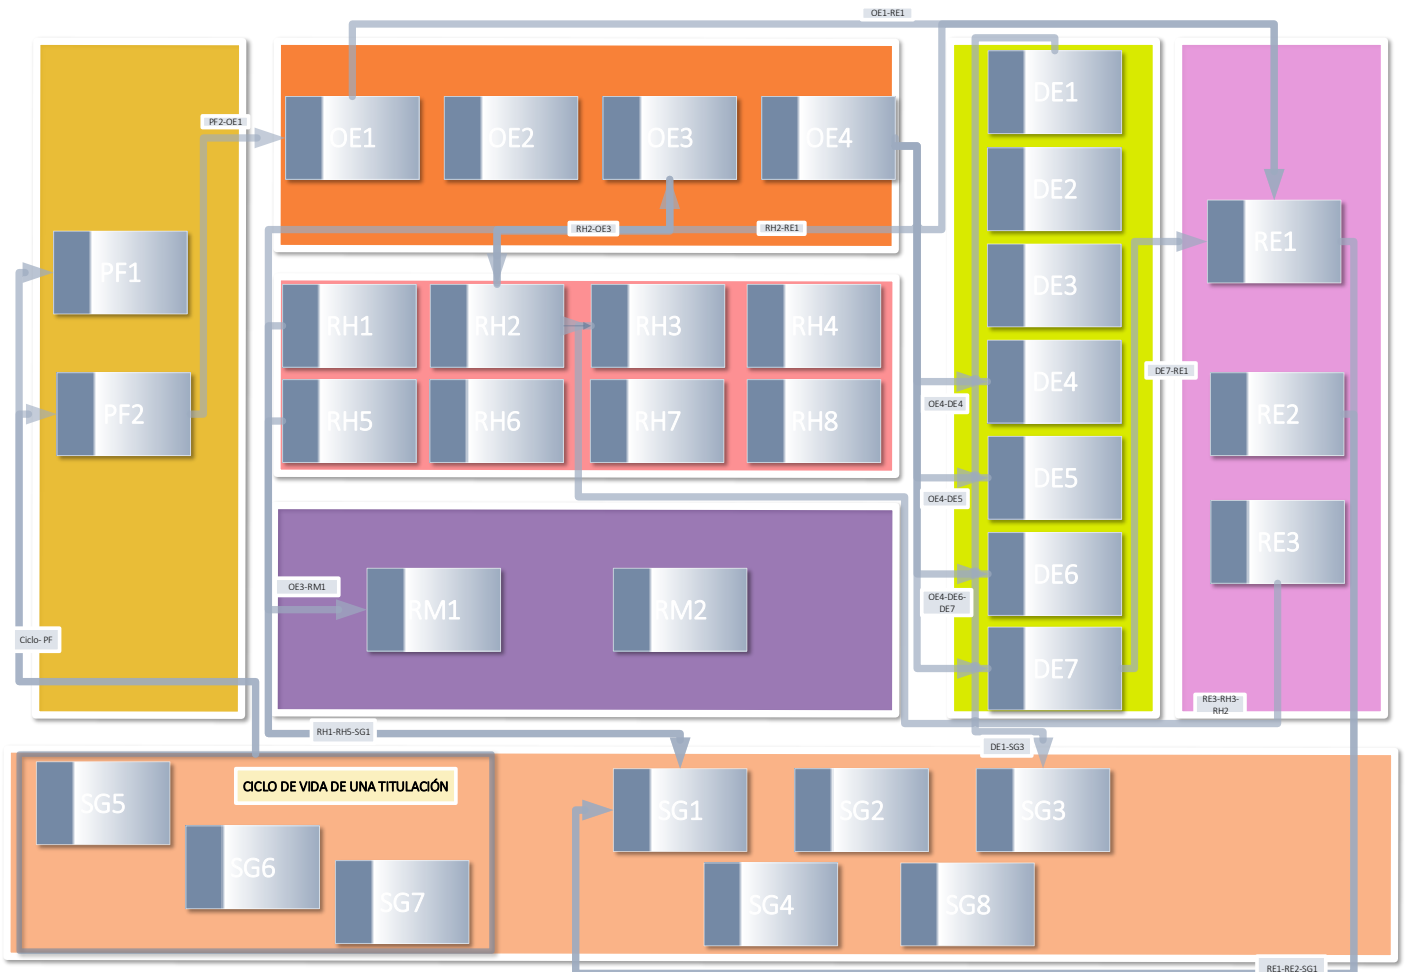 OE1-RE1
PF2-OE1
OE1
OE2
OE3
OE4
DE1
DE2
RH2-OE3
RH2-RE1
PF1
RE1
DE3
RH1
RH2
RH3
RH4
DE7-RE1
DE4
OE4-DE4
PF2
RH5
RH6
RH7
RH8
RE2
DE5
OE4-DE5
RE3
OE3-RM1
RM1
RM2
DE6
OE4-DE6-
DE7
Ciclo- PF
DE7
RE3-RH3-
RH2
RH1-RH5-SG1
DE1-SG3
CICLO DE VIDA DE UNA TITULACIÓN
SG5
SG6
SG7
SG1
SG2
SG3
SG4
SG8
RE1-RE2-SG1